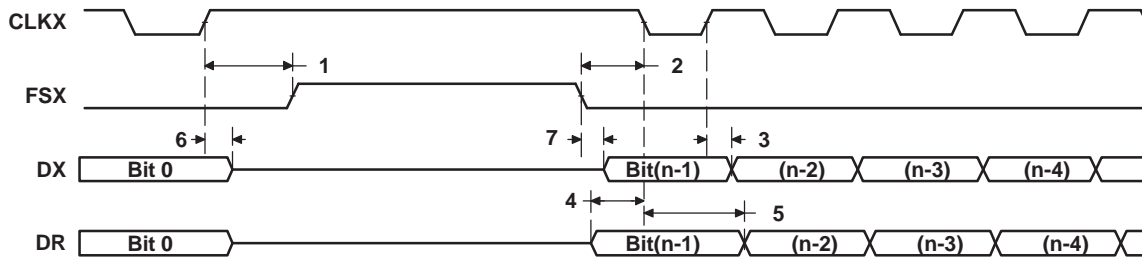 CLKX
1 2
FSX
6 7 3
DX Bit 0 Bit(n-1) (n-2) (n-3) (n-4)
4 5
DR Bit 0 Bit(n-1) (n-2) (n-3) (n-4)